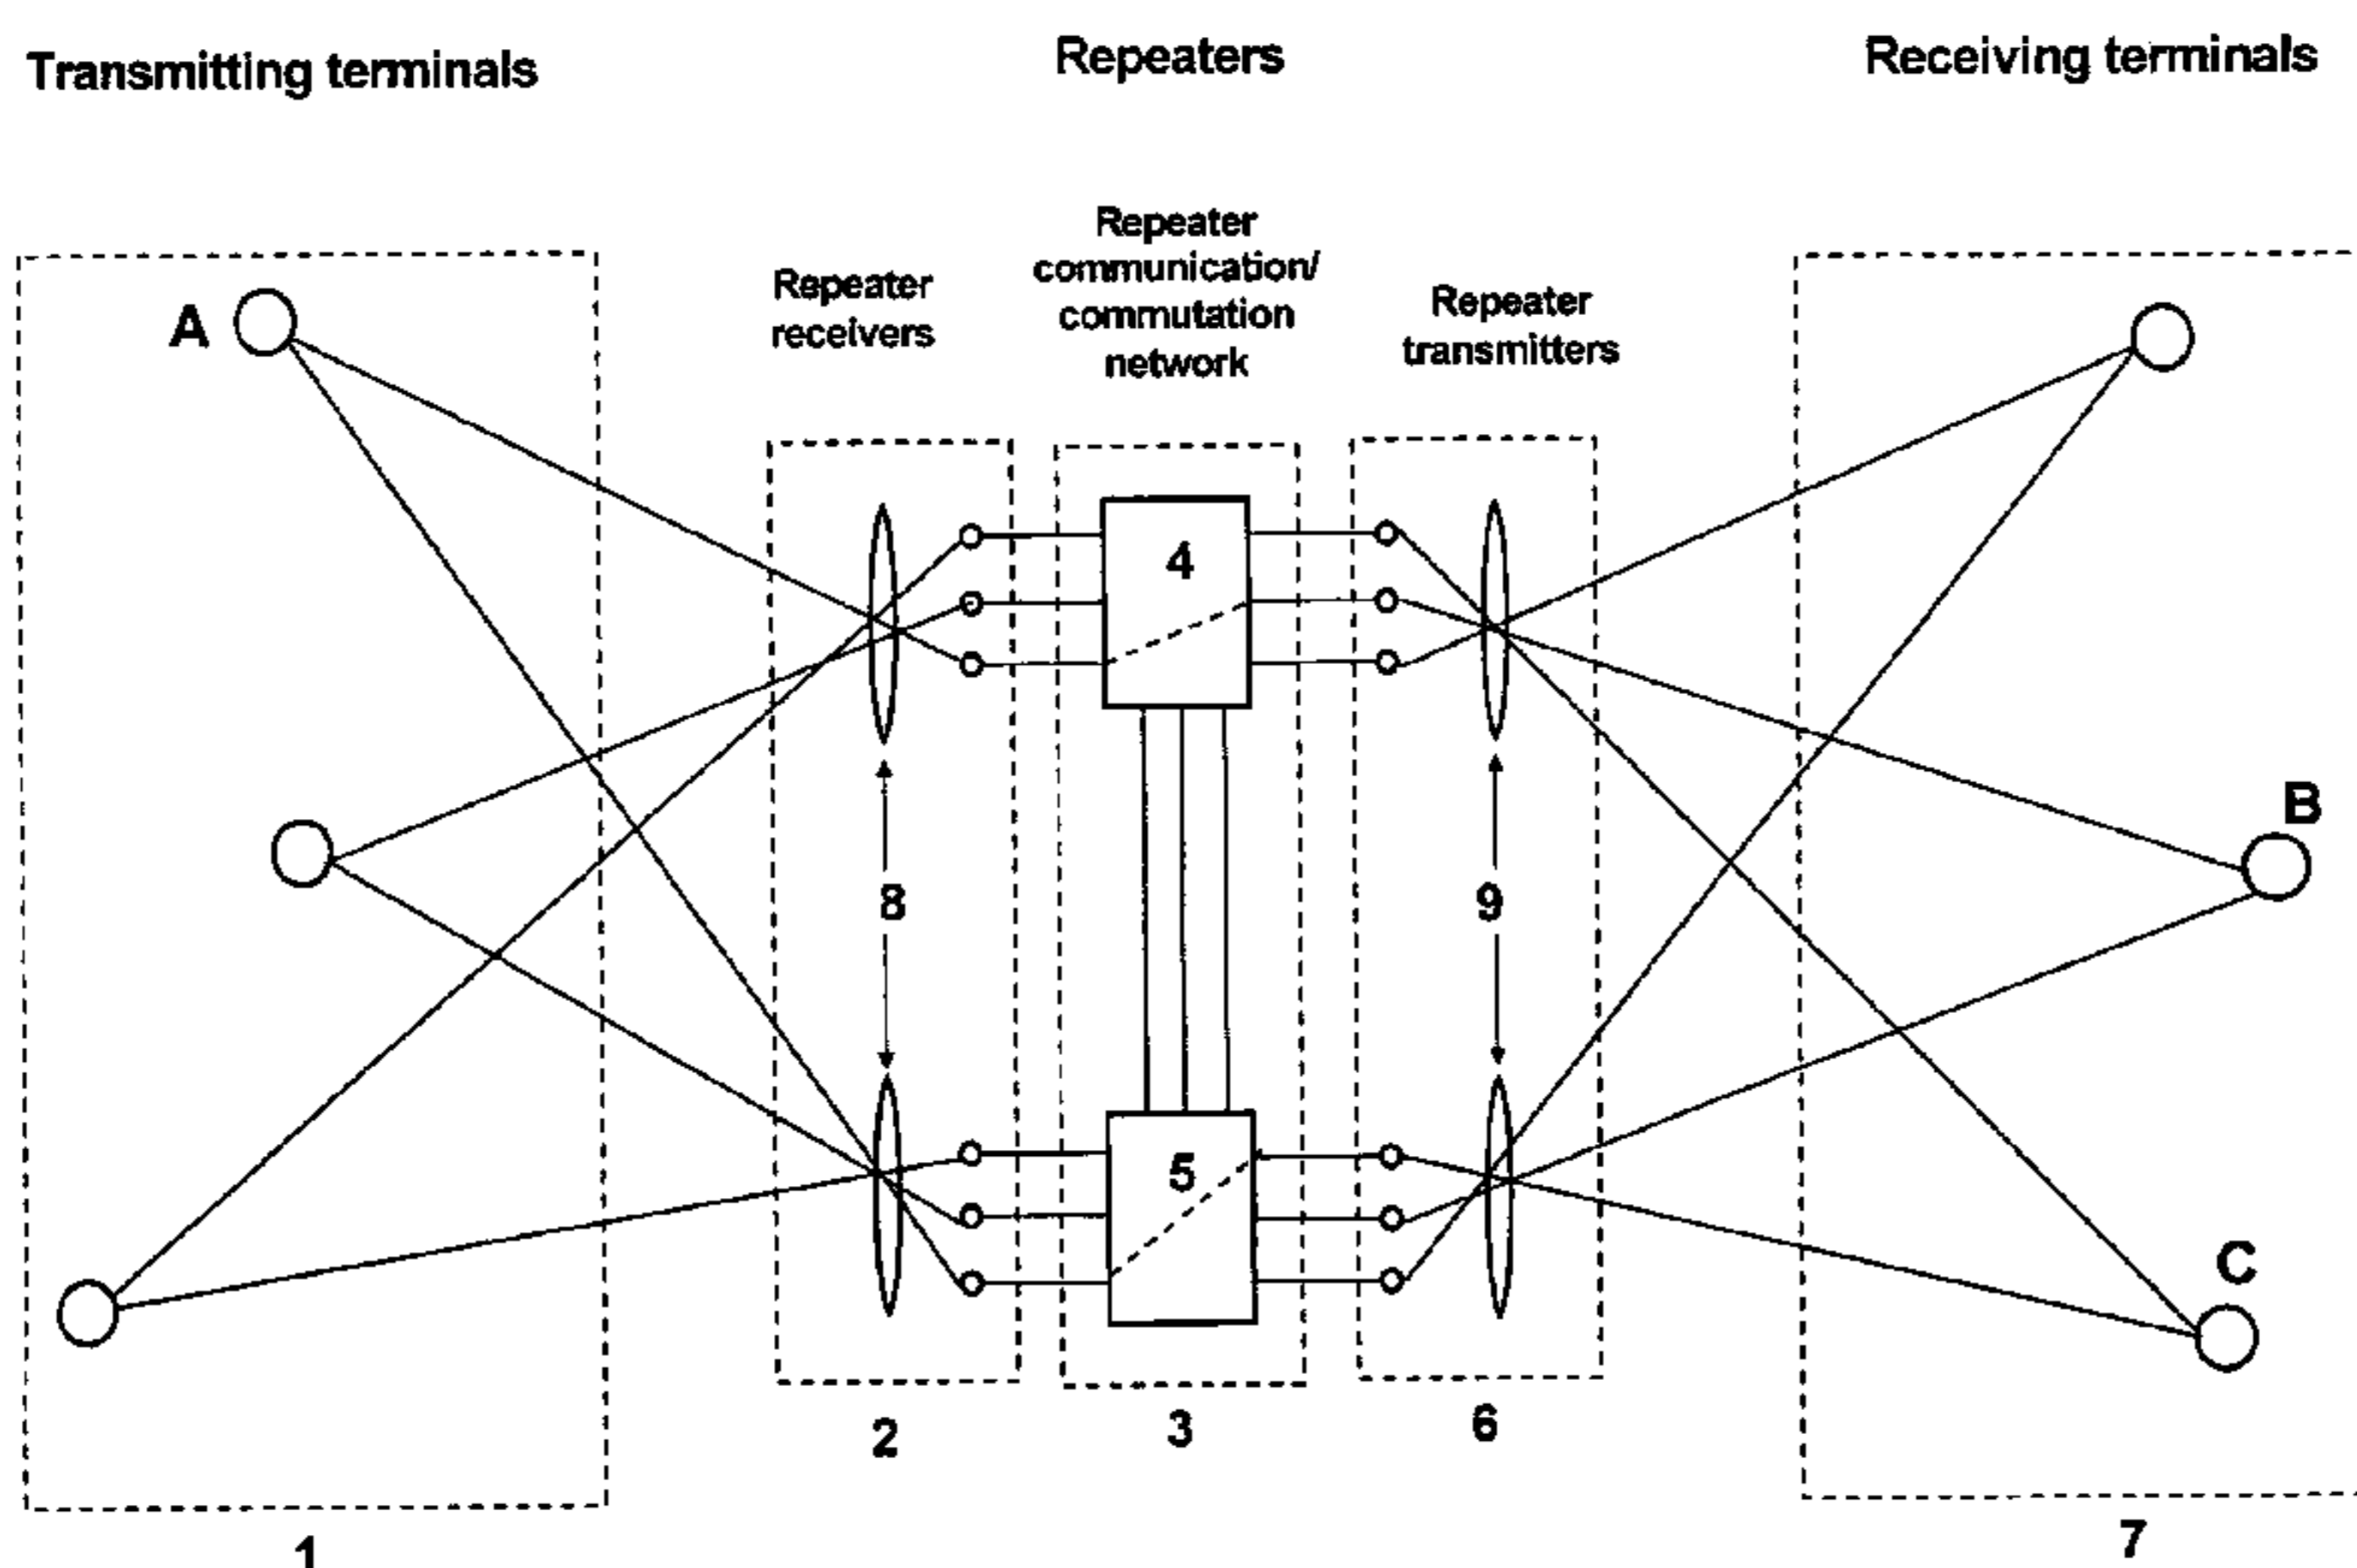 Transmitting terminals
Repeaters
Receiving terminals
Repeater
receivers
Repeater
communication/
commutation
network
Repeater
transmitters
A
4
B
8
9
5
C
2
3
6
1
7